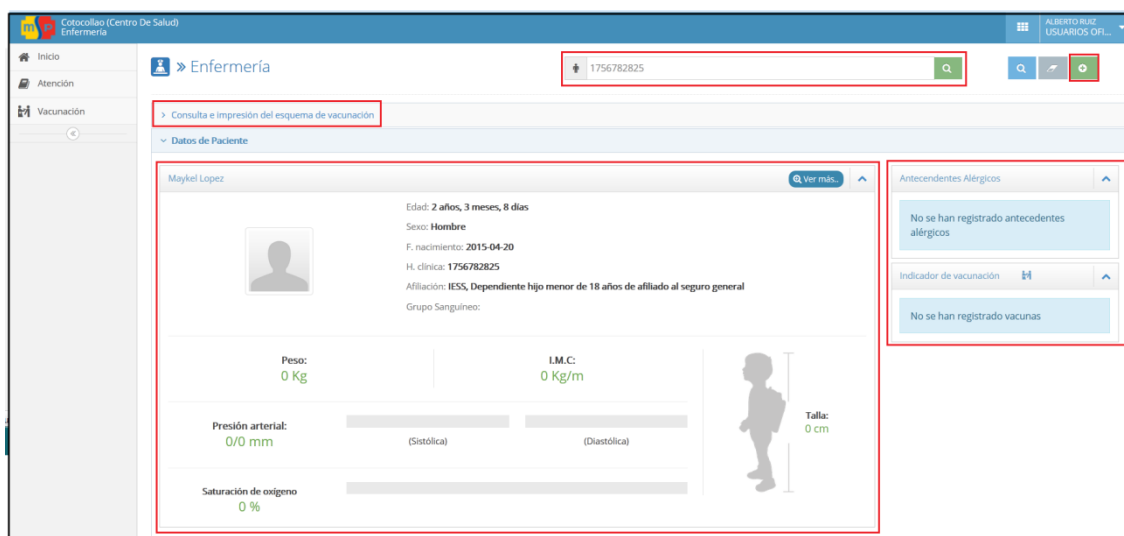 mp
Cotocollao (Centro De Salud)
Enfermería
ALBERTO RUIZ
USUARIOS OFI...
Inicio
Atención
Vacunación
» Enfermería
1756782825
Consulta e impresión del esquema de vacunación
Datos de Paciente
Maykel Lopez
Ver más..
Edad: 2 años, 3 meses, 8 días
Sexo: Hombre
F. nacimiento: 2015-04-20
H. clínica: 1756782825
Afiliación: IESS, Dependiente hijo menor de 18 años de afiliado al seguro general
Grupo Sanguíneo:
Peso:
0 Kg
I.M.C:
0 Kg/m
Talla:
0 cm
Presión arterial:
0/0 mm
(Sistólica)
(Diastólica)
Saturación de oxígeno
0 %
Antecendentes Alérgicos
No se han registrado antecedentes
alérgicos
Indicador de vacunación
No se han registrado vacunas